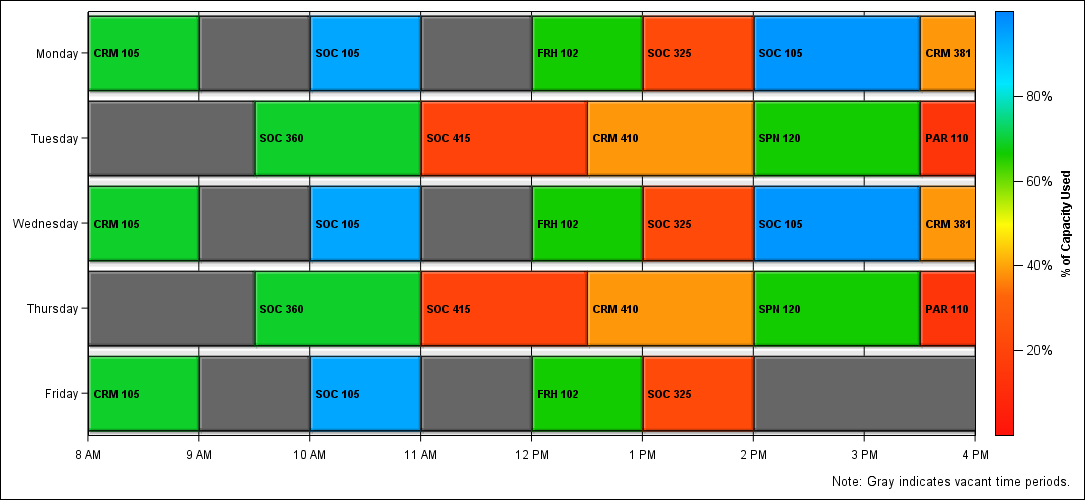 Monday
CRM 105
SOC 105
FRH 102
SOC 325
SOC 105
CRM 381
Tuesday
SOC 360
SOC 415
CRM 410
SPN 120
PAR 110
Wednesday
CRM 105
SOC 105
FRH 102
SOC 325
SOC 105
CRM 381
Thursday
SOC 360
SOC 415
CRM 410
SPN 120
PAR 110
Friday
CRM 105
SOC 105
FRH 102
SOC 325
8 AM
9 AM
10 AM
11 AM
12 PM
1 PM
2 PM
3 PM
4 PM
80%
60%
40%
20%
% of Capacity Used
Note: Gray indicates vacant time periods.